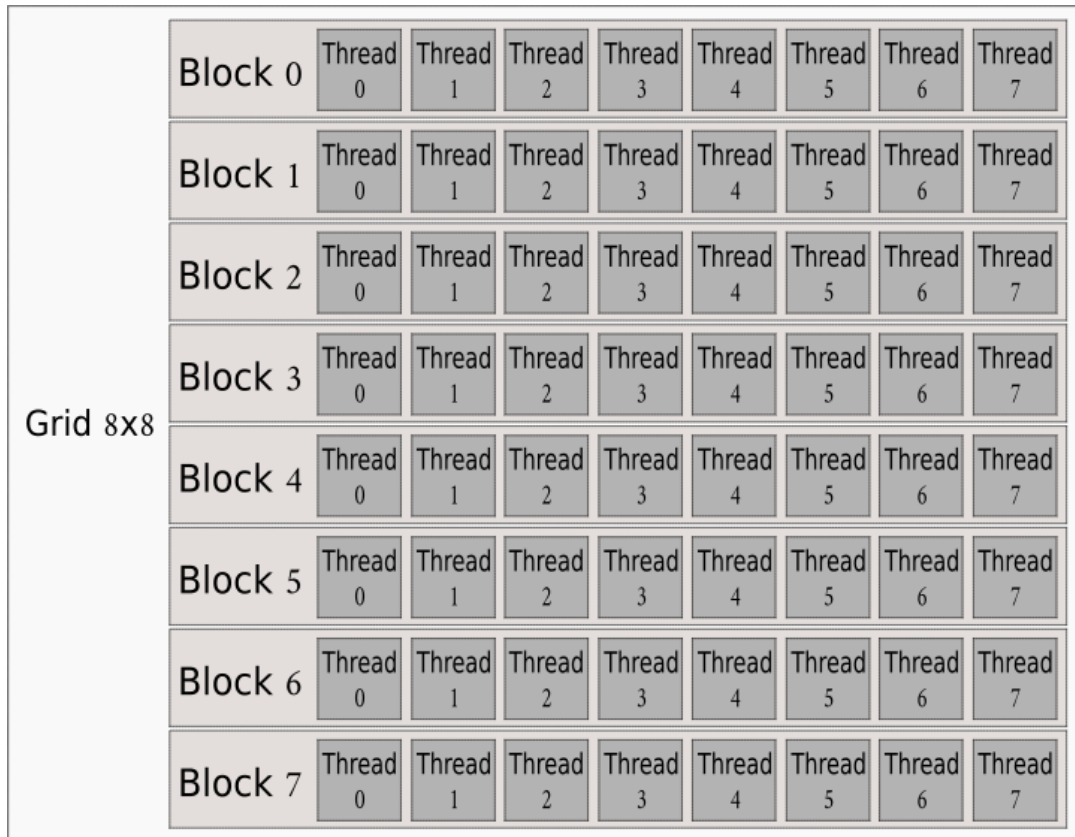 Block 0 Thread 0 Thread 1 Thread 2 Thread 3 Thread 4 Thread 5 Thread 6 Thread 7
Block 1 Thread 0 Thread 1 Thread 2 Thread 3 Thread 4 Thread 5 Thread 6 Thread 7
Block 2 Thread 0 Thread 1 Thread 2 Thread 3 Thread 4 Thread 5 Thread 6 Thread 7
Block 3 Thread 0 Thread 1 Thread 2 Thread 3 Thread 4 Thread 5 Thread 6 Thread 7
Grid 8x8
Block 4 Thread 0 Thread 1 Thread 2 Thread 3 Thread 4 Thread 5 Thread 6 Thread 7
Block 5 Thread 0 Thread 1 Thread 2 Thread 3 Thread 4 Thread 5 Thread 6 Thread 7
Block 6 Thread 0 Thread 1 Thread 2 Thread 3 Thread 4 Thread 5 Thread 6 Thread 7
Block 7 Thread 0 Thread 1 Thread 2 Thread 3 Thread 4 Thread 5 Thread 6 Thread 7